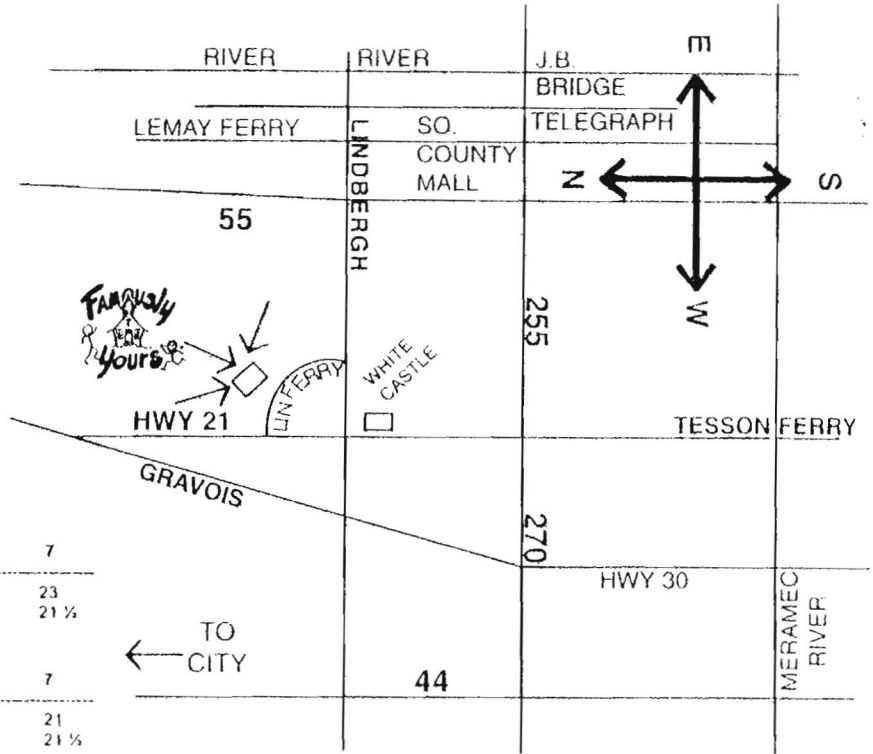 RIVER
RIVER
J.B.
BRIDGE
E
LEMAY FERRY
SO.
COUNTY
MALL
TELEGRAPH
N
S
W
LINDBERGH
55
FAMOUSLY
YOURS
255
LIN FERRY
WHITE
CASTLE
HWY 21
TESSON FERRY
GRAVOIS
270
HWY 30
MERAMEC
RIVER
7
23
21 ½
TO
CITY
44
7
21
21 ½